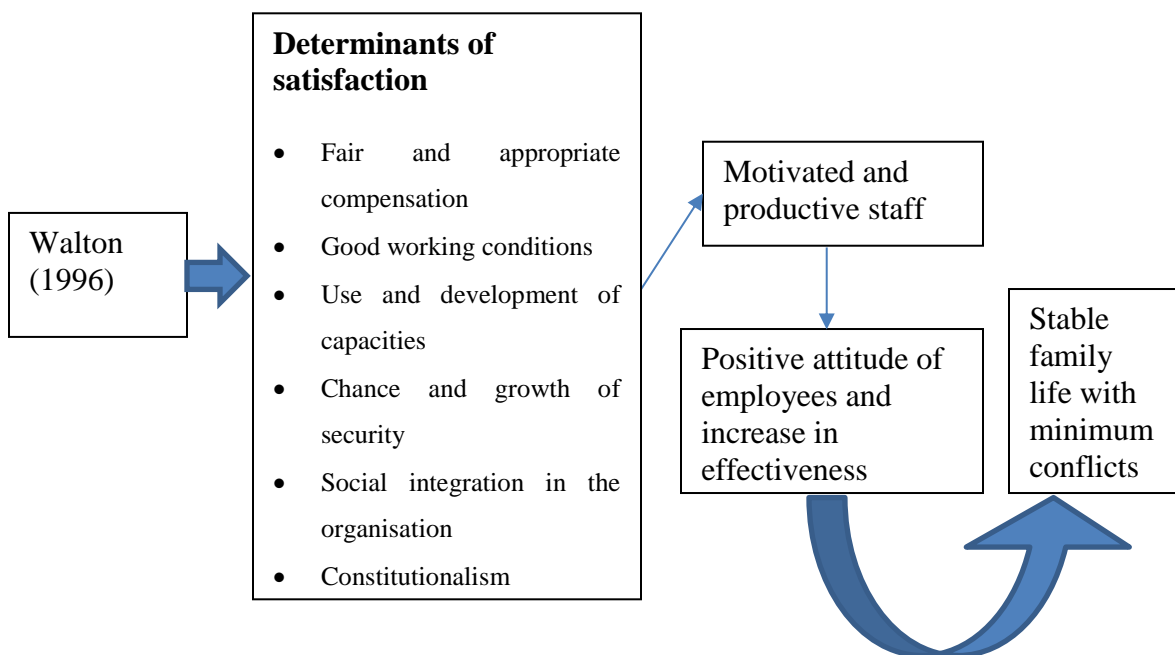 Walton
(1996)
Determinants of
satisfaction
• Fair and appropriate
compensation
• Good working conditions
• Use and development of
capacities
• Chance and growth of
security
• Social integration in the
organisation
• Constitutionalism
Motivated and
productive staff
Positive attitude of
employees and
increase in
effectiveness
Stable
family
life with
minimum
conflicts